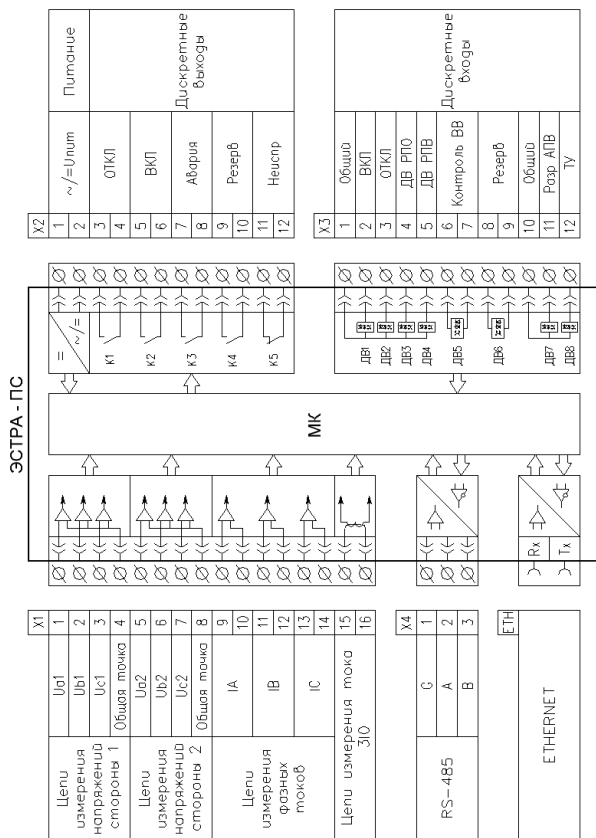 ЭСТРА - ПС
X1
1
Ua1
2
Ub1
3
Uc1
4
Общая точка
Цепи
измерения
напряжений
стороны 1
5
Ua2
6
Ub2
7
Uc2
8
Общая точка
Цепи
измерения
напряжений
стороны 2
9
10
IA
11
12
IB
13
14
IC
Цепи
измерения
фазных
токов
15
16
Цепи измерения тока
3I0
X4
1
G
2
A
3
B
RS-485
ETH
ETHERNET
Rx
Tx
МК
=
~/=
К1
К2
К3
К4
К5
ДВ1
ДВ2
ДВ3
ДВ4
ДВ5
ДВ6
ДВ7
ДВ8
X2
1
2
~/=Uпит
Питание
3
4
ОТКЛ
5
6
ВКЛ
7
8
Авария
9
10
Резерв
11
12
Неиспр
Дискретные
выходы
X3
1
Общий
2
ВКЛ
3
ОТКЛ
4
ДВ РПО
5
ДВ РПВ
6
7
Контроль ВВ
8
9
Резерв
10
Общий
11
Разр АПВ
12
ТУ
Дискретные
входы